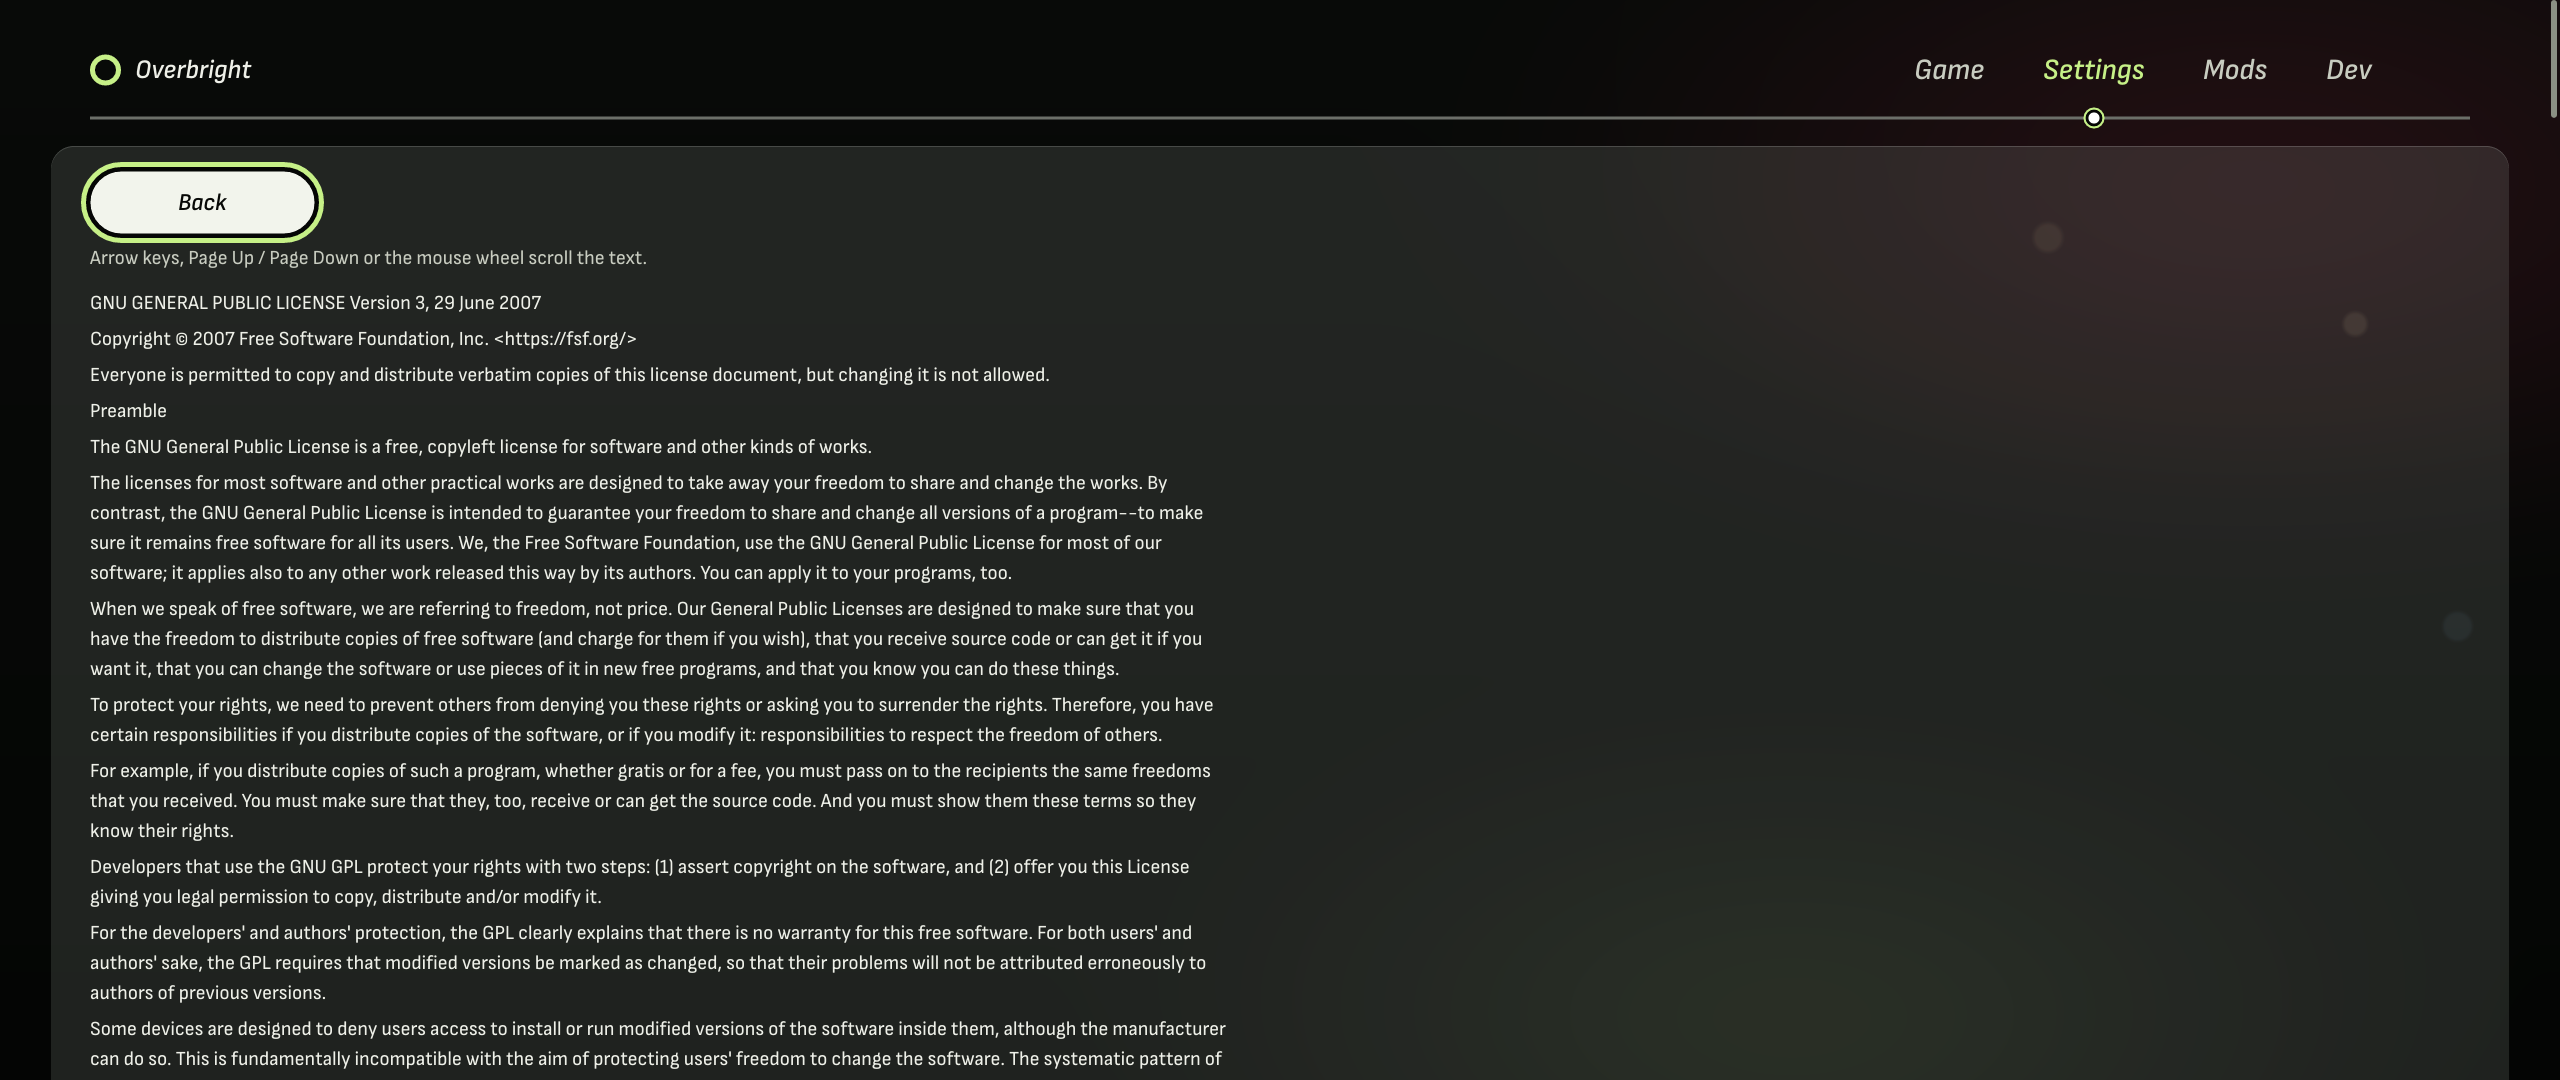 Overbright
Game Settings Mods Dev
Back
Arrow keys, Page Up / Page Down or the mouse wheel scroll the text.
GNU GENERAL PUBLIC LICENSE Version 3, 29 June 2007
Copyright © 2007 Free Software Foundation, Inc. <https://fsf.org/>
Everyone is permitted to copy and distribute verbatim copies of this license document, but changing it is not allowed.
Preamble
The GNU General Public License is a free, copyleft license for software and other kinds of works.
The licenses for most software and other practical works are designed to take away your freedom to share and change the works. By
contrast, the GNU General Public License is intended to guarantee your freedom to share and change all versions of a program--to make
sure it remains free software for all its users. We, the Free Software Foundation, use the GNU General Public License for most of our
software; it applies also to any other work released this way by its authors. You can apply it to your programs, too.
When we speak of free software, we are referring to freedom, not price. Our General Public Licenses are designed to make sure that you
have the freedom to distribute copies of free software (and charge for them if you wish), that you receive source code or can get it if you
want it, that you can change the software or use pieces of it in new free programs, and that you know you can do these things.
To protect your rights, we need to prevent others from denying you these rights or asking you to surrender the rights. Therefore, you have
certain responsibilities if you distribute copies of the software, or if you modify it: responsibilities to respect the freedom of others.
For example, if you distribute copies of such a program, whether gratis or for a fee, you must pass on to the recipients the same freedoms
that you received. You must make sure that they, too, receive or can get the source code. And you must show them these terms so they
know their rights.
Developers that use the GNU GPL protect your rights with two steps: (1) assert copyright on the software, and (2) offer you this License
giving you legal permission to copy, distribute and/or modify it.
For the developers' and authors' protection, the GPL clearly explains that there is no warranty for this free software. For both users' and
authors' sake, the GPL requires that modified versions be marked as changed, so that their problems will not be attributed erroneously to
authors of previous versions.
Some devices are designed to deny users access to install or run modified versions of the software inside them, although the manufacturer
can do so. This is fundamentally incompatible with the aim of protecting users' freedom to change the software. The systematic pattern of